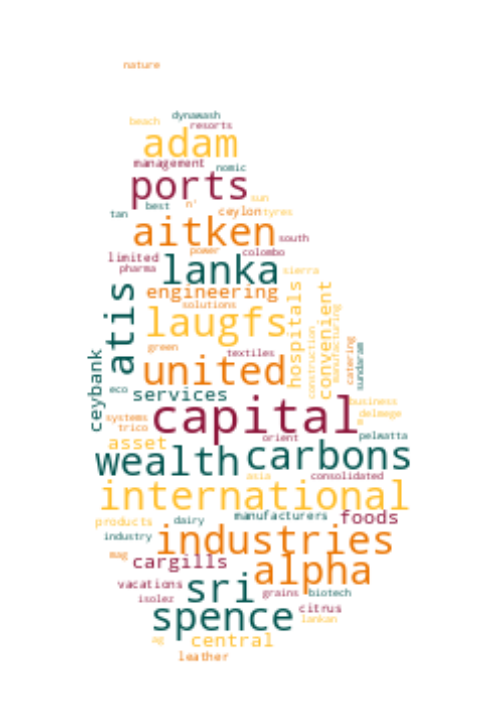 nature
dynawash
beach
resorts
adam
management
nomic
ports
sun
best
n'
tan
ceylon
tyres
aitken
south
power
colombo
limited
pharma
lanka
sierra
atis
engineering
hospitals
convenient
solutions
laugfs
manufacturing
construction
catering
sundaram
green
textiles
ceybank
united
eco
services
capital
business
delmege
systems
trico
e
asset
orient
pelwatta
wealth
carbons
asia
consolidated
international
products
dairy
manufacturers
foods
industry
industries
mag
cargills
alpha
vacations
sri
isolez
grains
biotech
citrus
spence
lankan
ag
central
leather